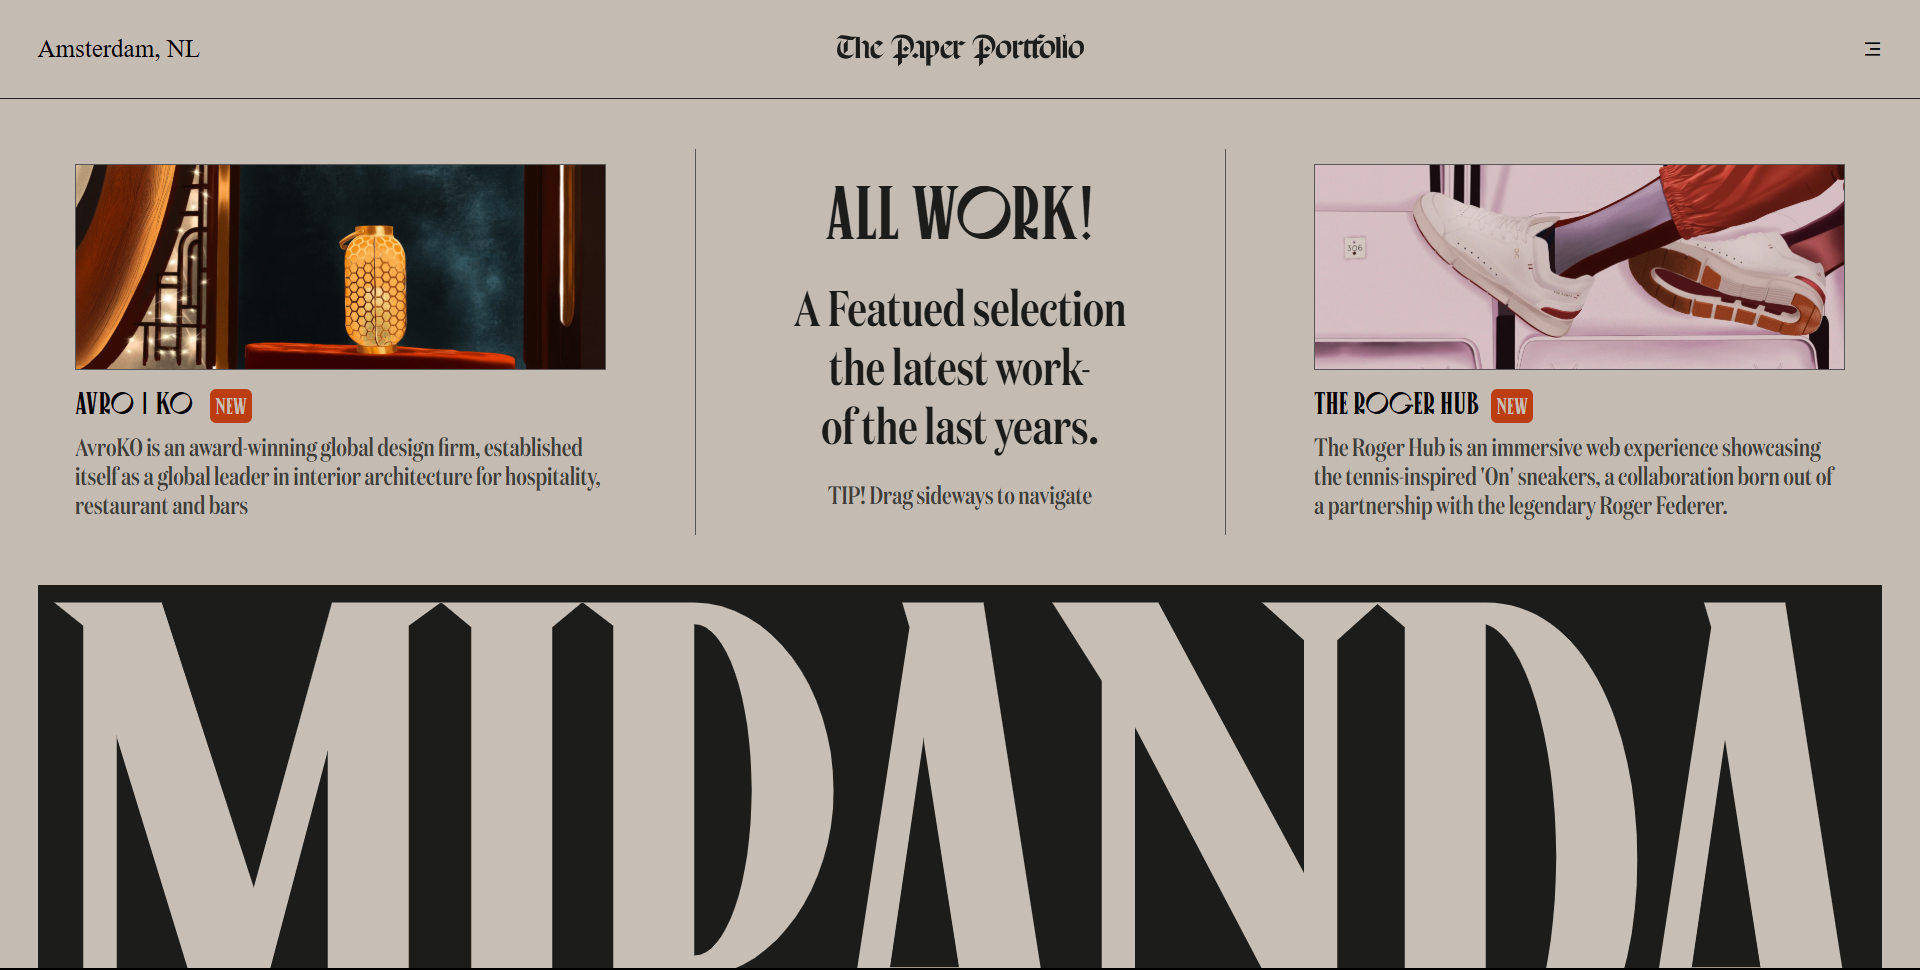 Amsterdam, NL
The Paper Portfolio
ALL WORK!
A Featued selection
the latest work-
of the last years.
TIP! Drag sideways to navigate
306
AVRO | KO NEW
AvroKO is an award-winning global design firm, established
itself as a global leader in interior architecture for hospitality,
restaurant and bars
THE ROGER HUB NEW
The Roger Hub is an immersive web experience showcasing
the tennis-inspired 'On' sneakers, a collaboration born out of
a partnership with the legendary Roger Federer.
MIRANDA